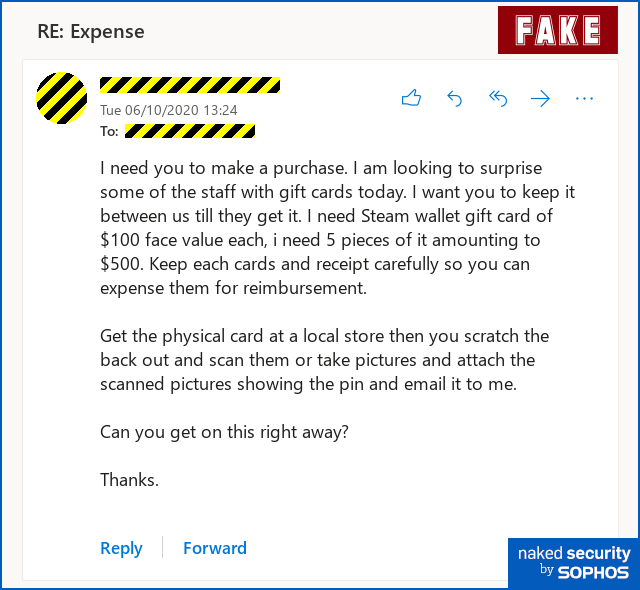 RE: Expense
FAKE
Tue 06/10/2020 13:24
To:
I need you to make a purchase. I am looking to surprise
some of the staff with gift cards today. I want you to keep it
between us till they get it. I need Steam wallet gift card of
$100 face value each, i need 5 pieces of it amounting to
$500. Keep each cards and receipt carefully so you can
expense them for reimbursement.
Get the physical card at a local store then you scratch the
back out and scan them or take pictures and attach the
scanned pictures showing the pin and email it to me.
Can you get on this right away?
Thanks.
Reply Forward
naked security
by SOPHOS